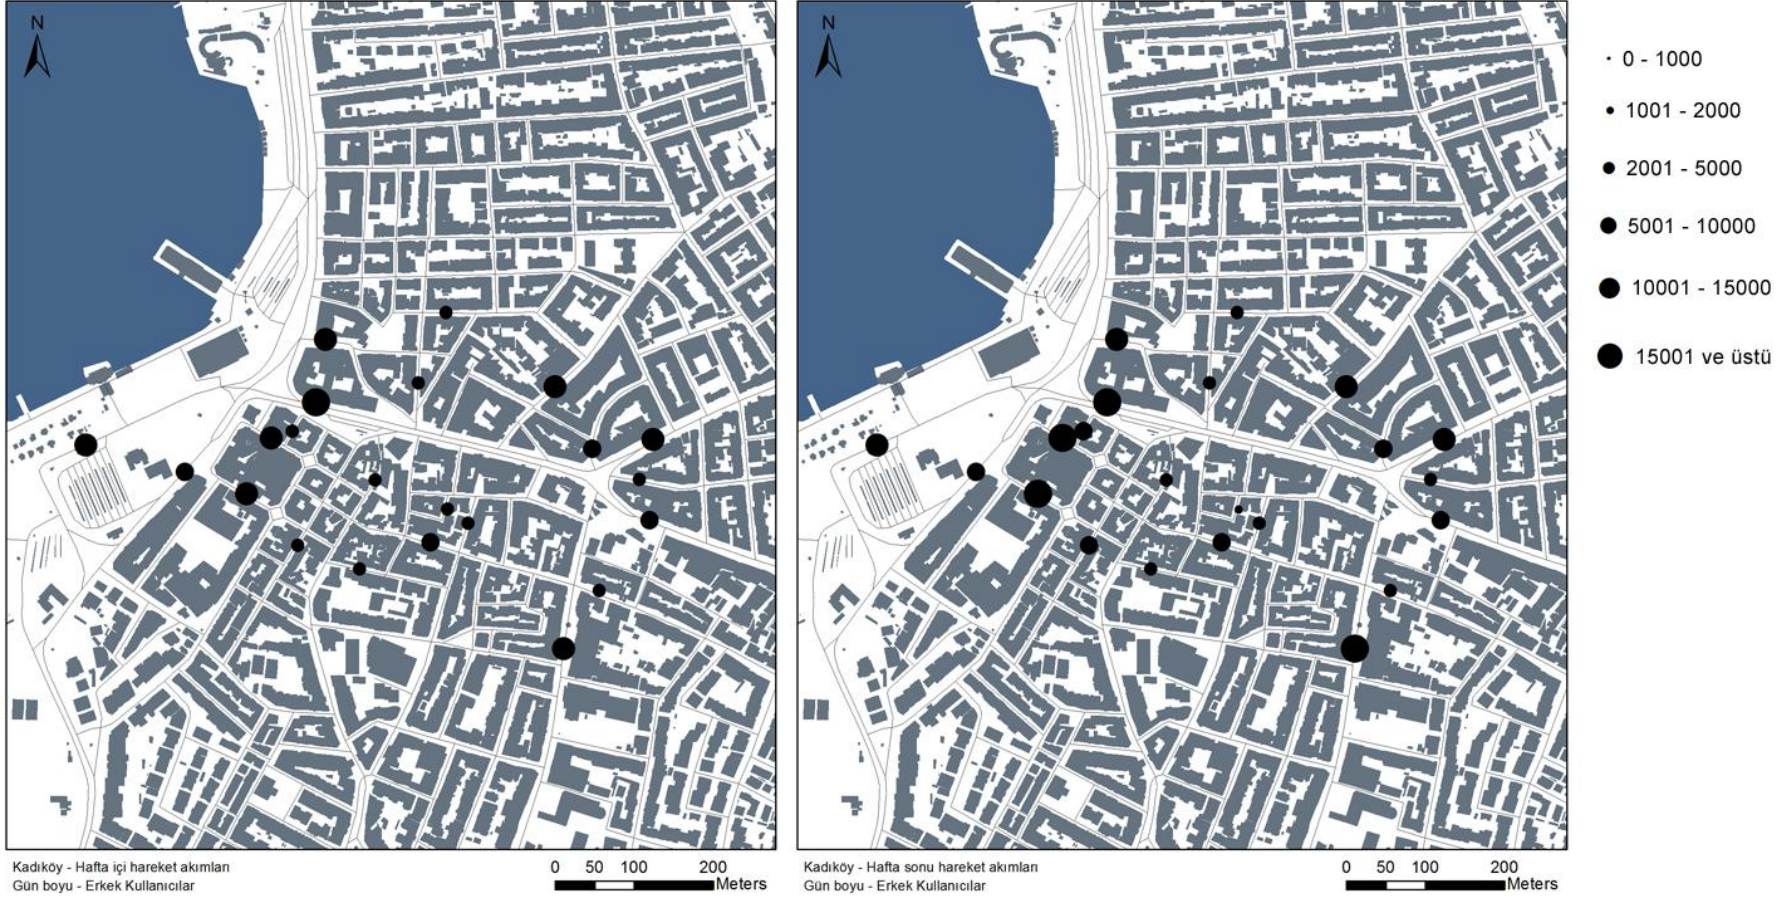 N
N
0 - 1000
1001 - 2000
2001 - 5000
5001 - 10000
10001 - 15000
15001 ve üstü
Kadıköy - Hafta içi hareket akımları
Gün boyu - Erkek Kullanıcılar
0 50 100 200
Meters
Kadıköy - Hafta sonu hareket akımları
Gün boyu - Erkek Kullanıcılar
0 50 100 200
Meters